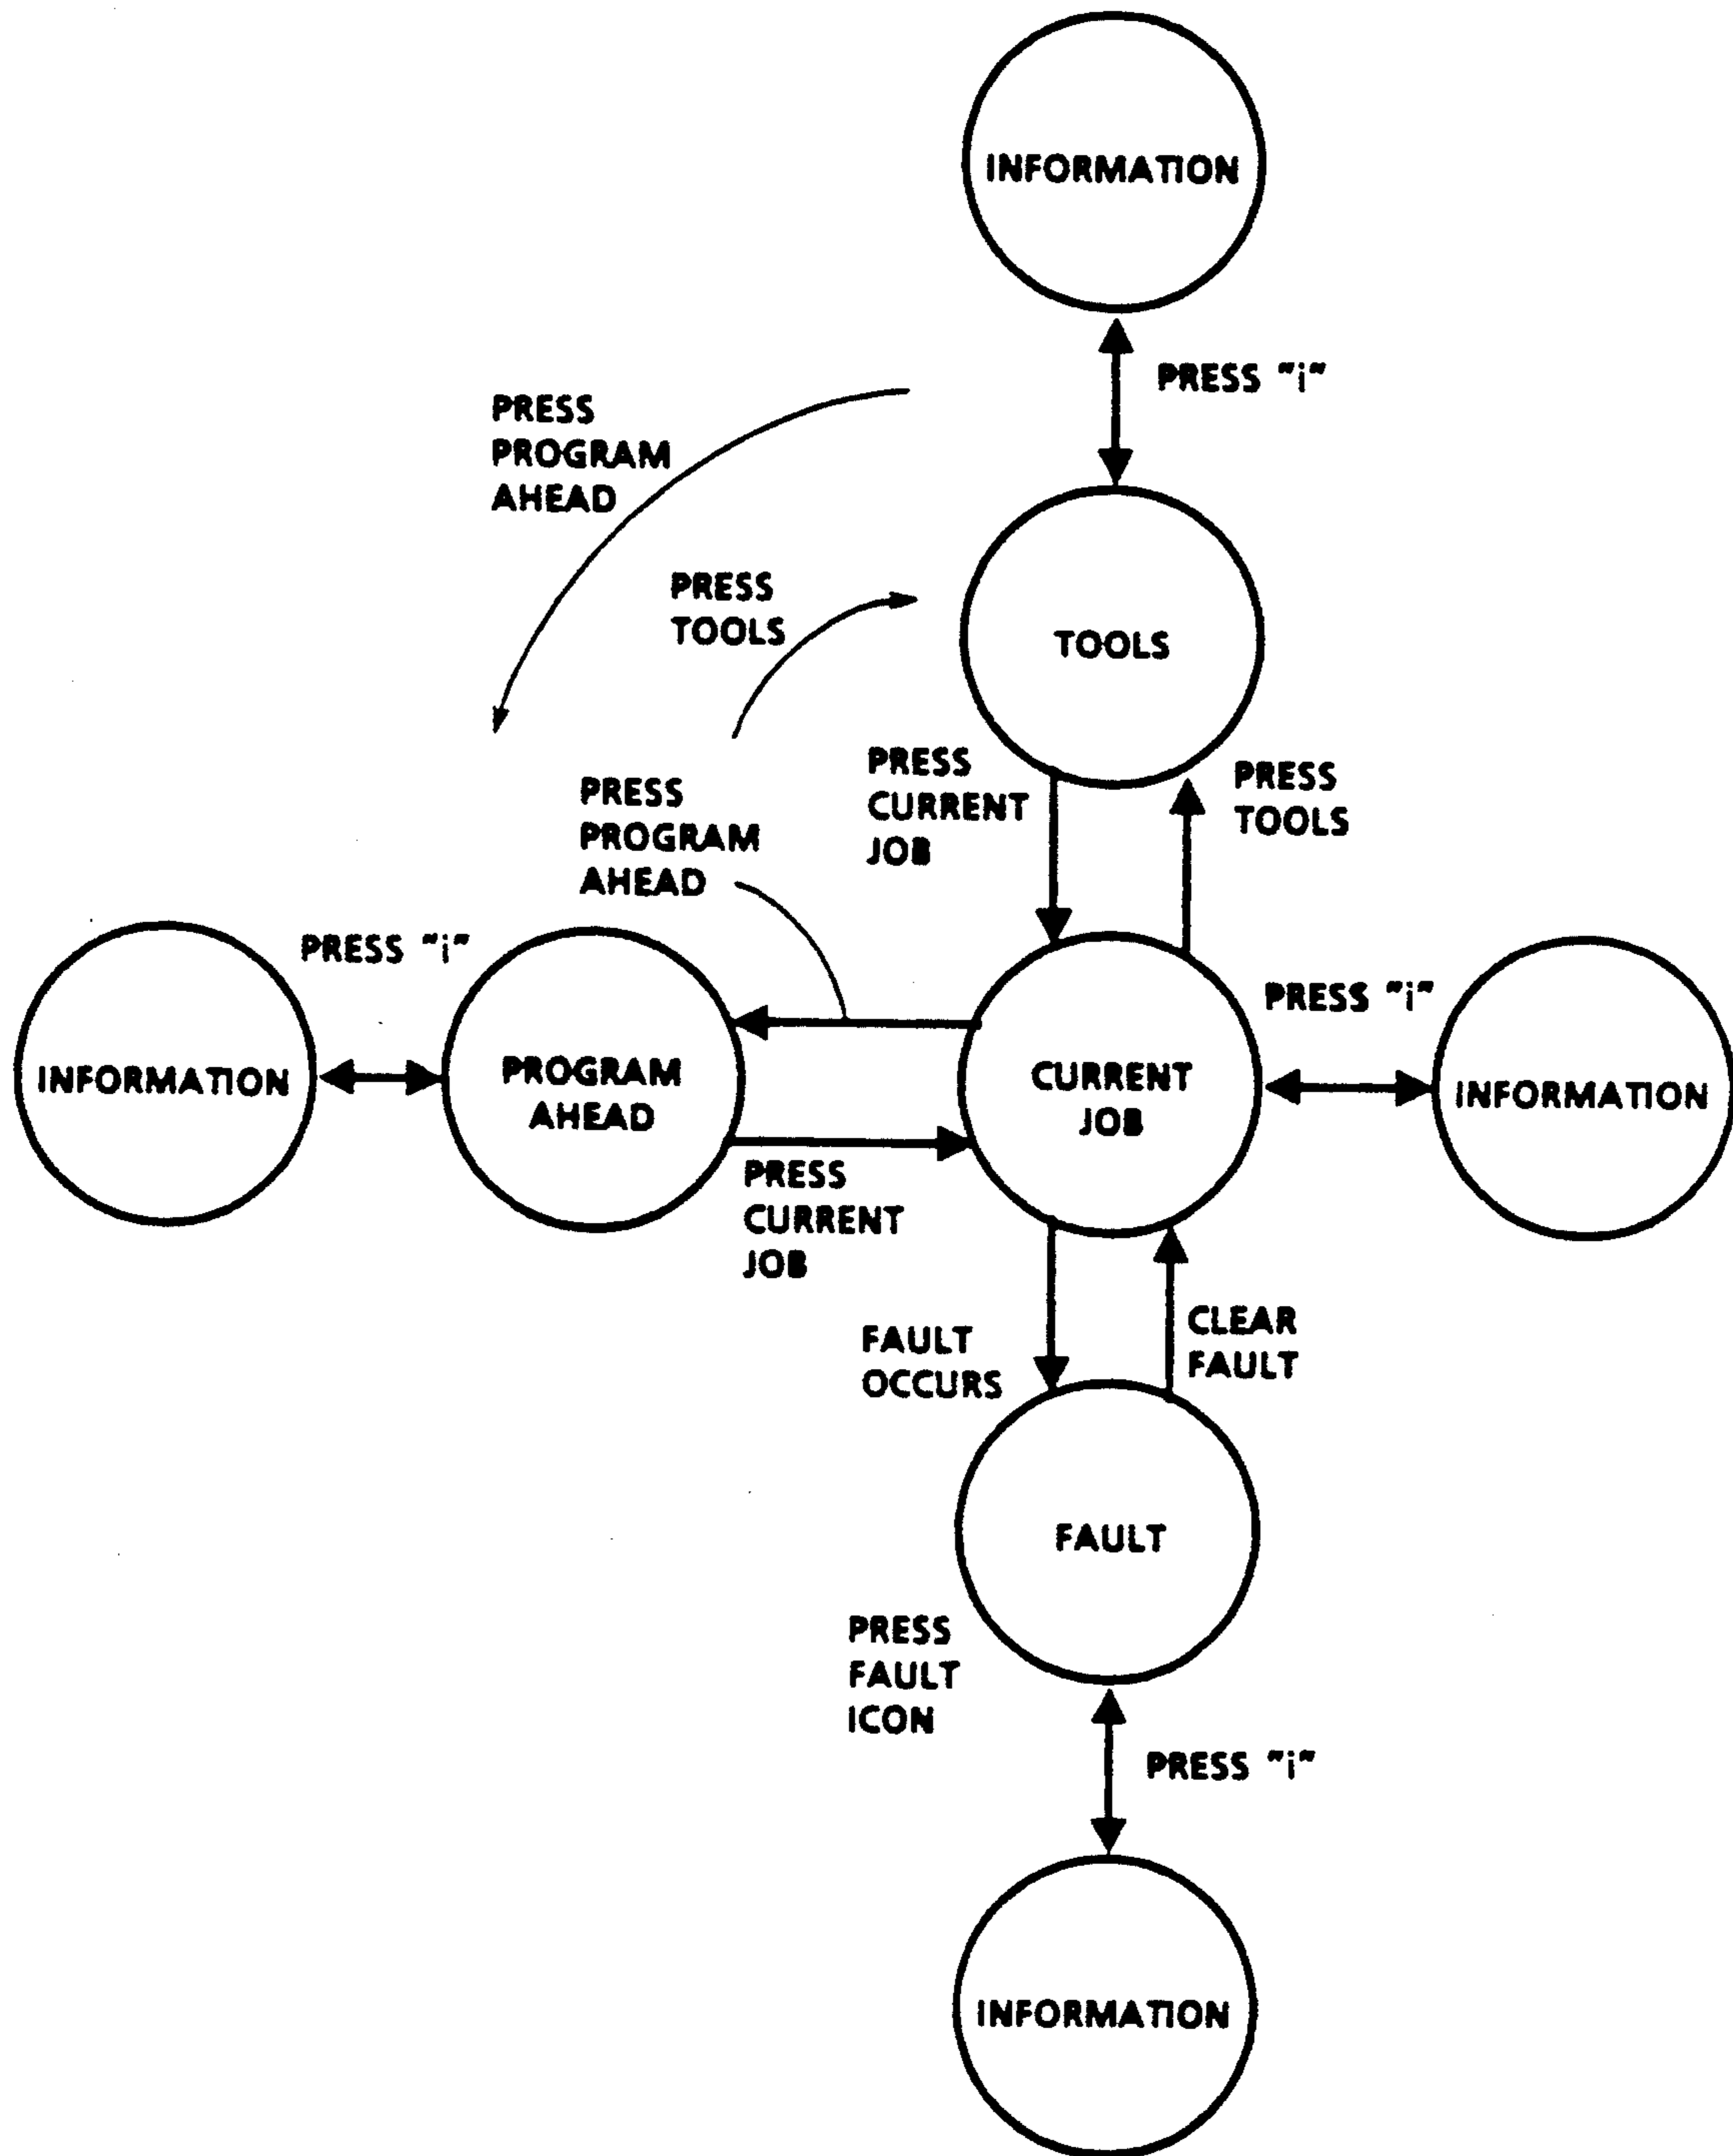 INFORMATION
PRESS "i"
PRESS
PROGRAM
AHEAD
PRESS
TOOLS
TOOLS
PRESS
CURRENT
JOB
PRESS
TOOLS
PRESS
PROGRAM
AHEAD
PRESS "i"
PRESS "i"
INFORMATION
PROGRAM
AHEAD
CURRENT
JOB
INFORMATION
PRESS
CURRENT
JOB
FAULT
OCCURS
CLEAR
FAULT
FAULT
PRESS
FAULT
ICON
PRESS "i"
INFORMATION